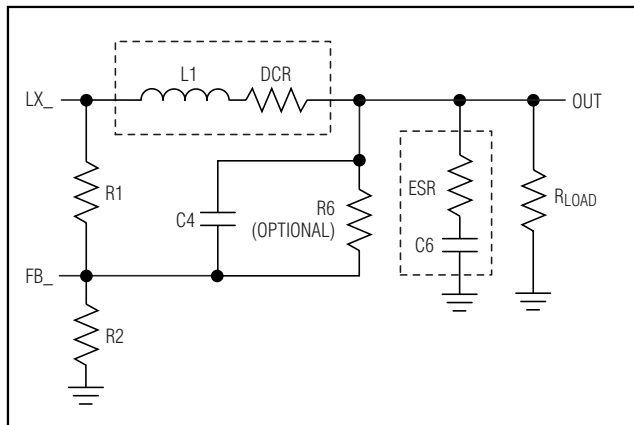 L1
DCR
LX_
OUT
R1
C4
R6
(OPTIONAL)
ESR
C6
RLOAD
FB_
R2